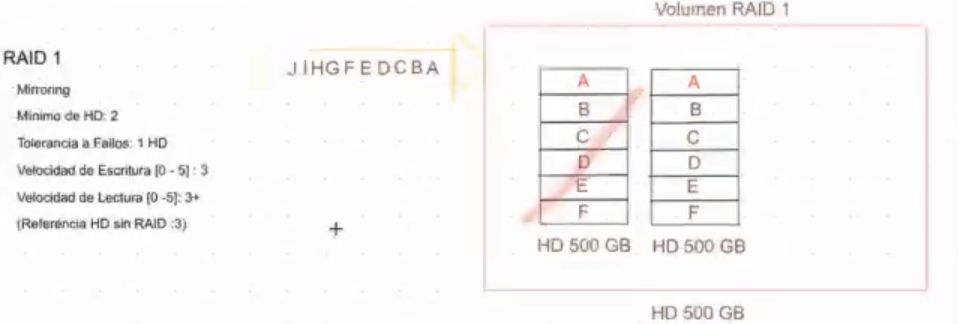 Volumen RAID 1
RAID 1
Mirroring
Minimo de HD: 2
Tolerancia a Fallos: 1 HD
Velocidad de Escritura [0 - 5] : 3
Velocidad de Lectura [0 -5]: 3+
(Referencia HD sin RAID :3)
J I H G F E D C B A
A A
B B
C C
D D
E E
F F
HD 500 GB HD 500 GB
HD 500 GB